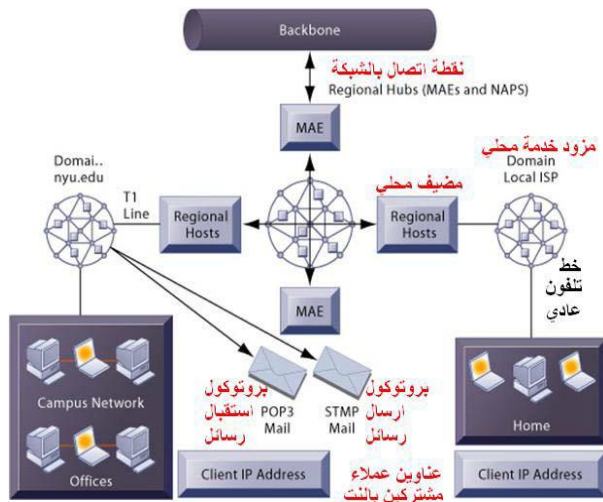 Backbone
نقطة اتصال بالشبكة
Regional Hubs (MAEs and NAPS)
MAE
مزود خدمة محلي
Domai..
nyu.edu
Domain
Local ISP
T1
Line
مضيف محلي
Regional
Hosts
Regional
Hosts
خط
تلفون
عادي
MAE
Campus Network
Offices
بروتوكول
استقبال
رسائل
POP3
Mail
STMP
Mail
بروتوكول
ارسال
رسائل
Home
Client IP Address
عناوين عملاء
مشتركين بالنت
Client IP Address